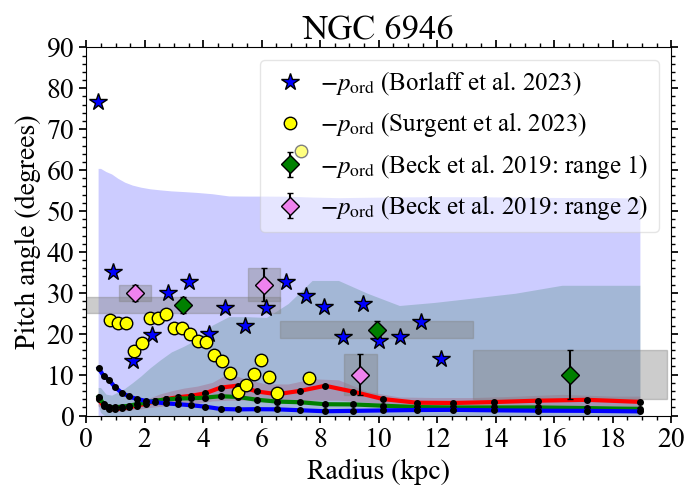 NGC 6946
90
80
70
60
50
40
30
20
10
0
Pitch angle (degrees)
−p_ord (Borlaff et al. 2023)
−p_ord (Surgent et al. 2023)
−p_ord (Beck et al. 2019: range 1)
−p_ord (Beck et al. 2019: range 2)
0 2 4 6 8 10 12 14 16 18 20
Radius (kpc)